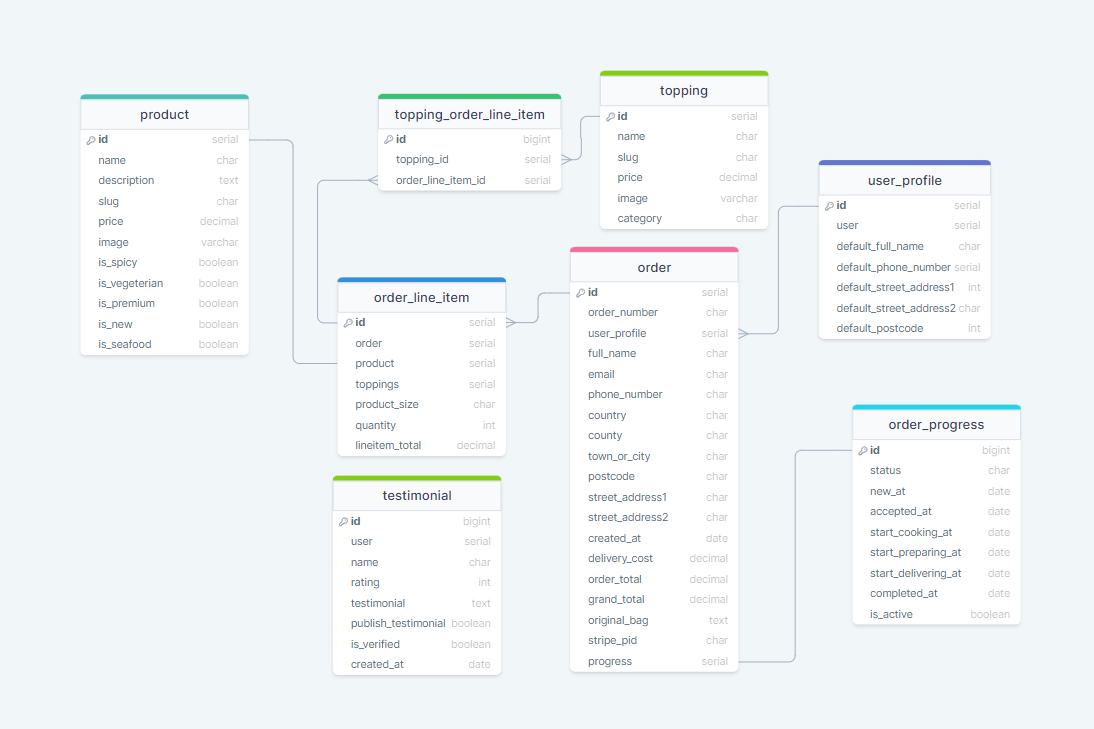 product
id serial
name char
description text
slug char
price decimal
image varchar
is_spicy boolean
is_vegeterian boolean
is_premium boolean
is_new boolean
is_seafood boolean
topping_order_line_item
id bigint
topping_id serial
order_line_item_id serial
topping
id serial
name char
slug char
price decimal
image varchar
category char
user_profile
id serial
user serial
default_full_name char
default_phone_number serial
default_street_address1 int
default_street_address2 char
default_postcode int
order_line_item
id serial
order serial
product serial
toppings serial
product_size char
quantity int
lineitem_total decimal
order
id serial
order_number char
user_profile serial
full_name char
email char
phone_number char
country char
county char
town_or_city char
postcode char
street_address1 char
street_address2 char
created_at date
delivery_cost decimal
order_total decimal
grand_total decimal
original_bag text
stripe_pid char
progress serial
testimonial
id bigint
user serial
name char
rating int
testimonial text
publish_testimonial boolean
is_verified boolean
created_at date
order_progress
id bigint
status char
new_at date
accepted_at date
start_cooking_at date
start_preparing_at date
start_delivering_at date
completed_at date
is_active boolean